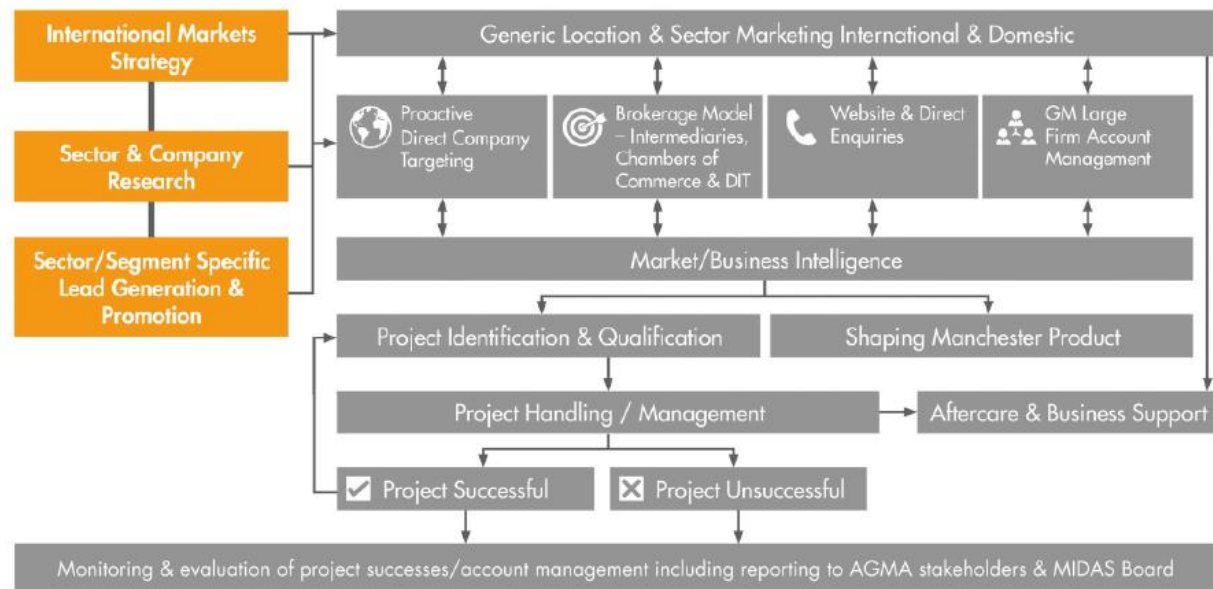 International Markets
Strategy
Generic Location & Sector Marketing International & Domestic
Proactive
Direct Company
Targeting
Brokerage Model
– Intermediaries,
Chambers of
Commerce & DIT
Website & Direct
Enquiries
GM Large
Firm Account
Management
Sector & Company
Research
Sector/Segment Specific
Lead Generation &
Promotion
Market/Business Intelligence
Project Identification & Qualification
Shaping Manchester Product
Project Handling / Management
Aftercare & Business Support
Project Successful
Project Unsuccessful
Monitoring & evaluation of project successes/account management including reporting to AGMA stakeholders & MIDAS Board